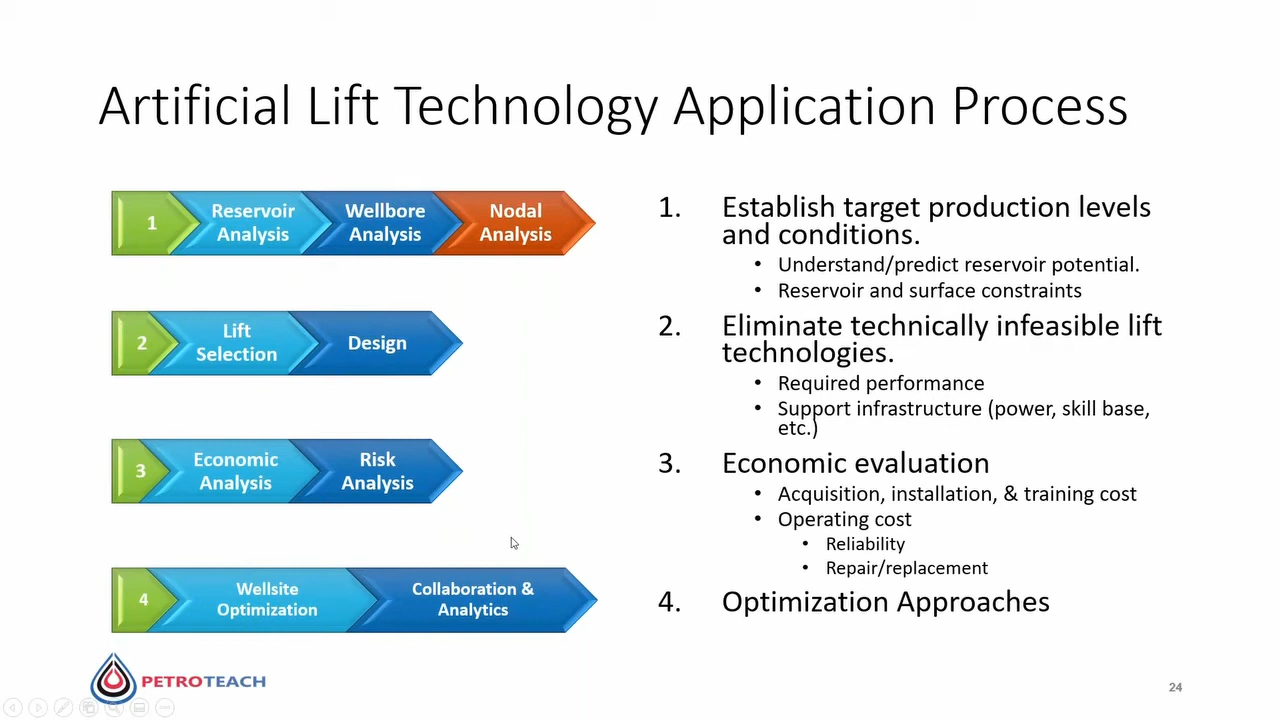 Artificial Lift Technology Application Process
1
Reservoir
Analysis
Wellbore
Analysis
Nodal
Analysis
2
Lift
Selection
Design
3
Economic
Analysis
Risk
Analysis
4
Wellsite
Optimization
Collaboration &
Analytics
1. Establish target production levels
and conditions.
• Understand/predict reservoir potential.
• Reservoir and surface constraints
2. Eliminate technically infeasible lift
technologies.
• Required performance
• Support infrastructure (power, skill base,
etc.)
3. Economic evaluation
• Acquisition, installation, & training cost
• Operating cost
• Reliability
• Repair/replacement
4. Optimization Approaches
PETROTEACH
24